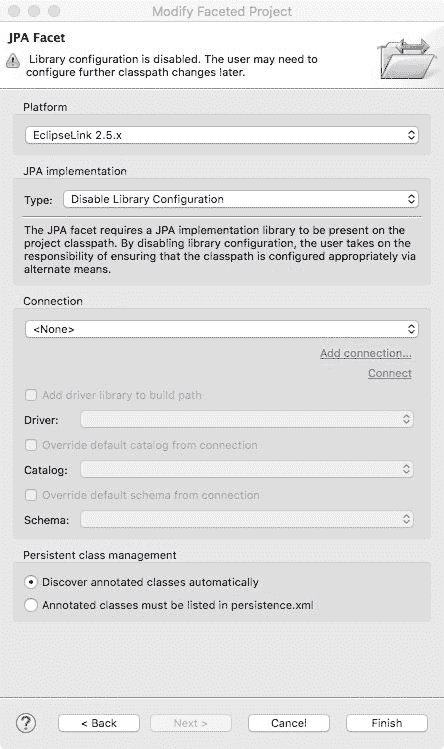 Modify Faceted Project
JPA Facet
Library configuration is disabled. The user may need to
configure further classpath changes later.
Platform
EclipseLink 2.5.x
JPA implementation
Type: Disable Library Configuration
The JPA facet requires a JPA implementation library to be present on the
project classpath. By disabling library configuration, the user takes on the
responsibility of ensuring that the classpath is configured appropriately via
alternate means.
Connection
<None>
Add connection...
Connect
Add driver library to build path
Driver:
Override default catalog from connection
Catalog:
Override default schema from connection
Schema:
Persistent class management
Discover annotated classes automatically
Annotated classes must be listed in persistence.xml
? < Back Next > Cancel Finish